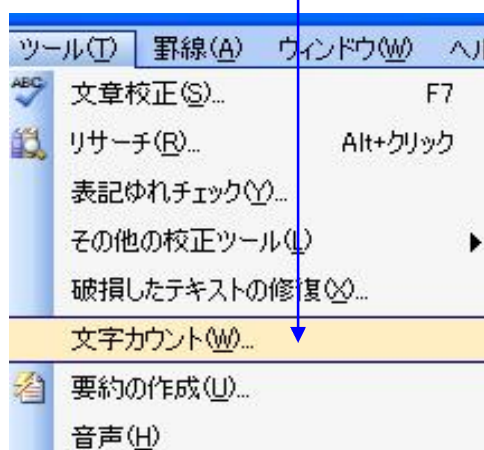 ツール(T) 罫線(A) ウィンドウ(W)
ABC 文章校正(S)... F7
リサーチ(R)... Alt+クリック
表記ゆれチェック(Y)...
その他の校正ツール(L)
破損したテキストの修復(X)...
文字カウント(W)...
要約の作成(U)...
音声(H)